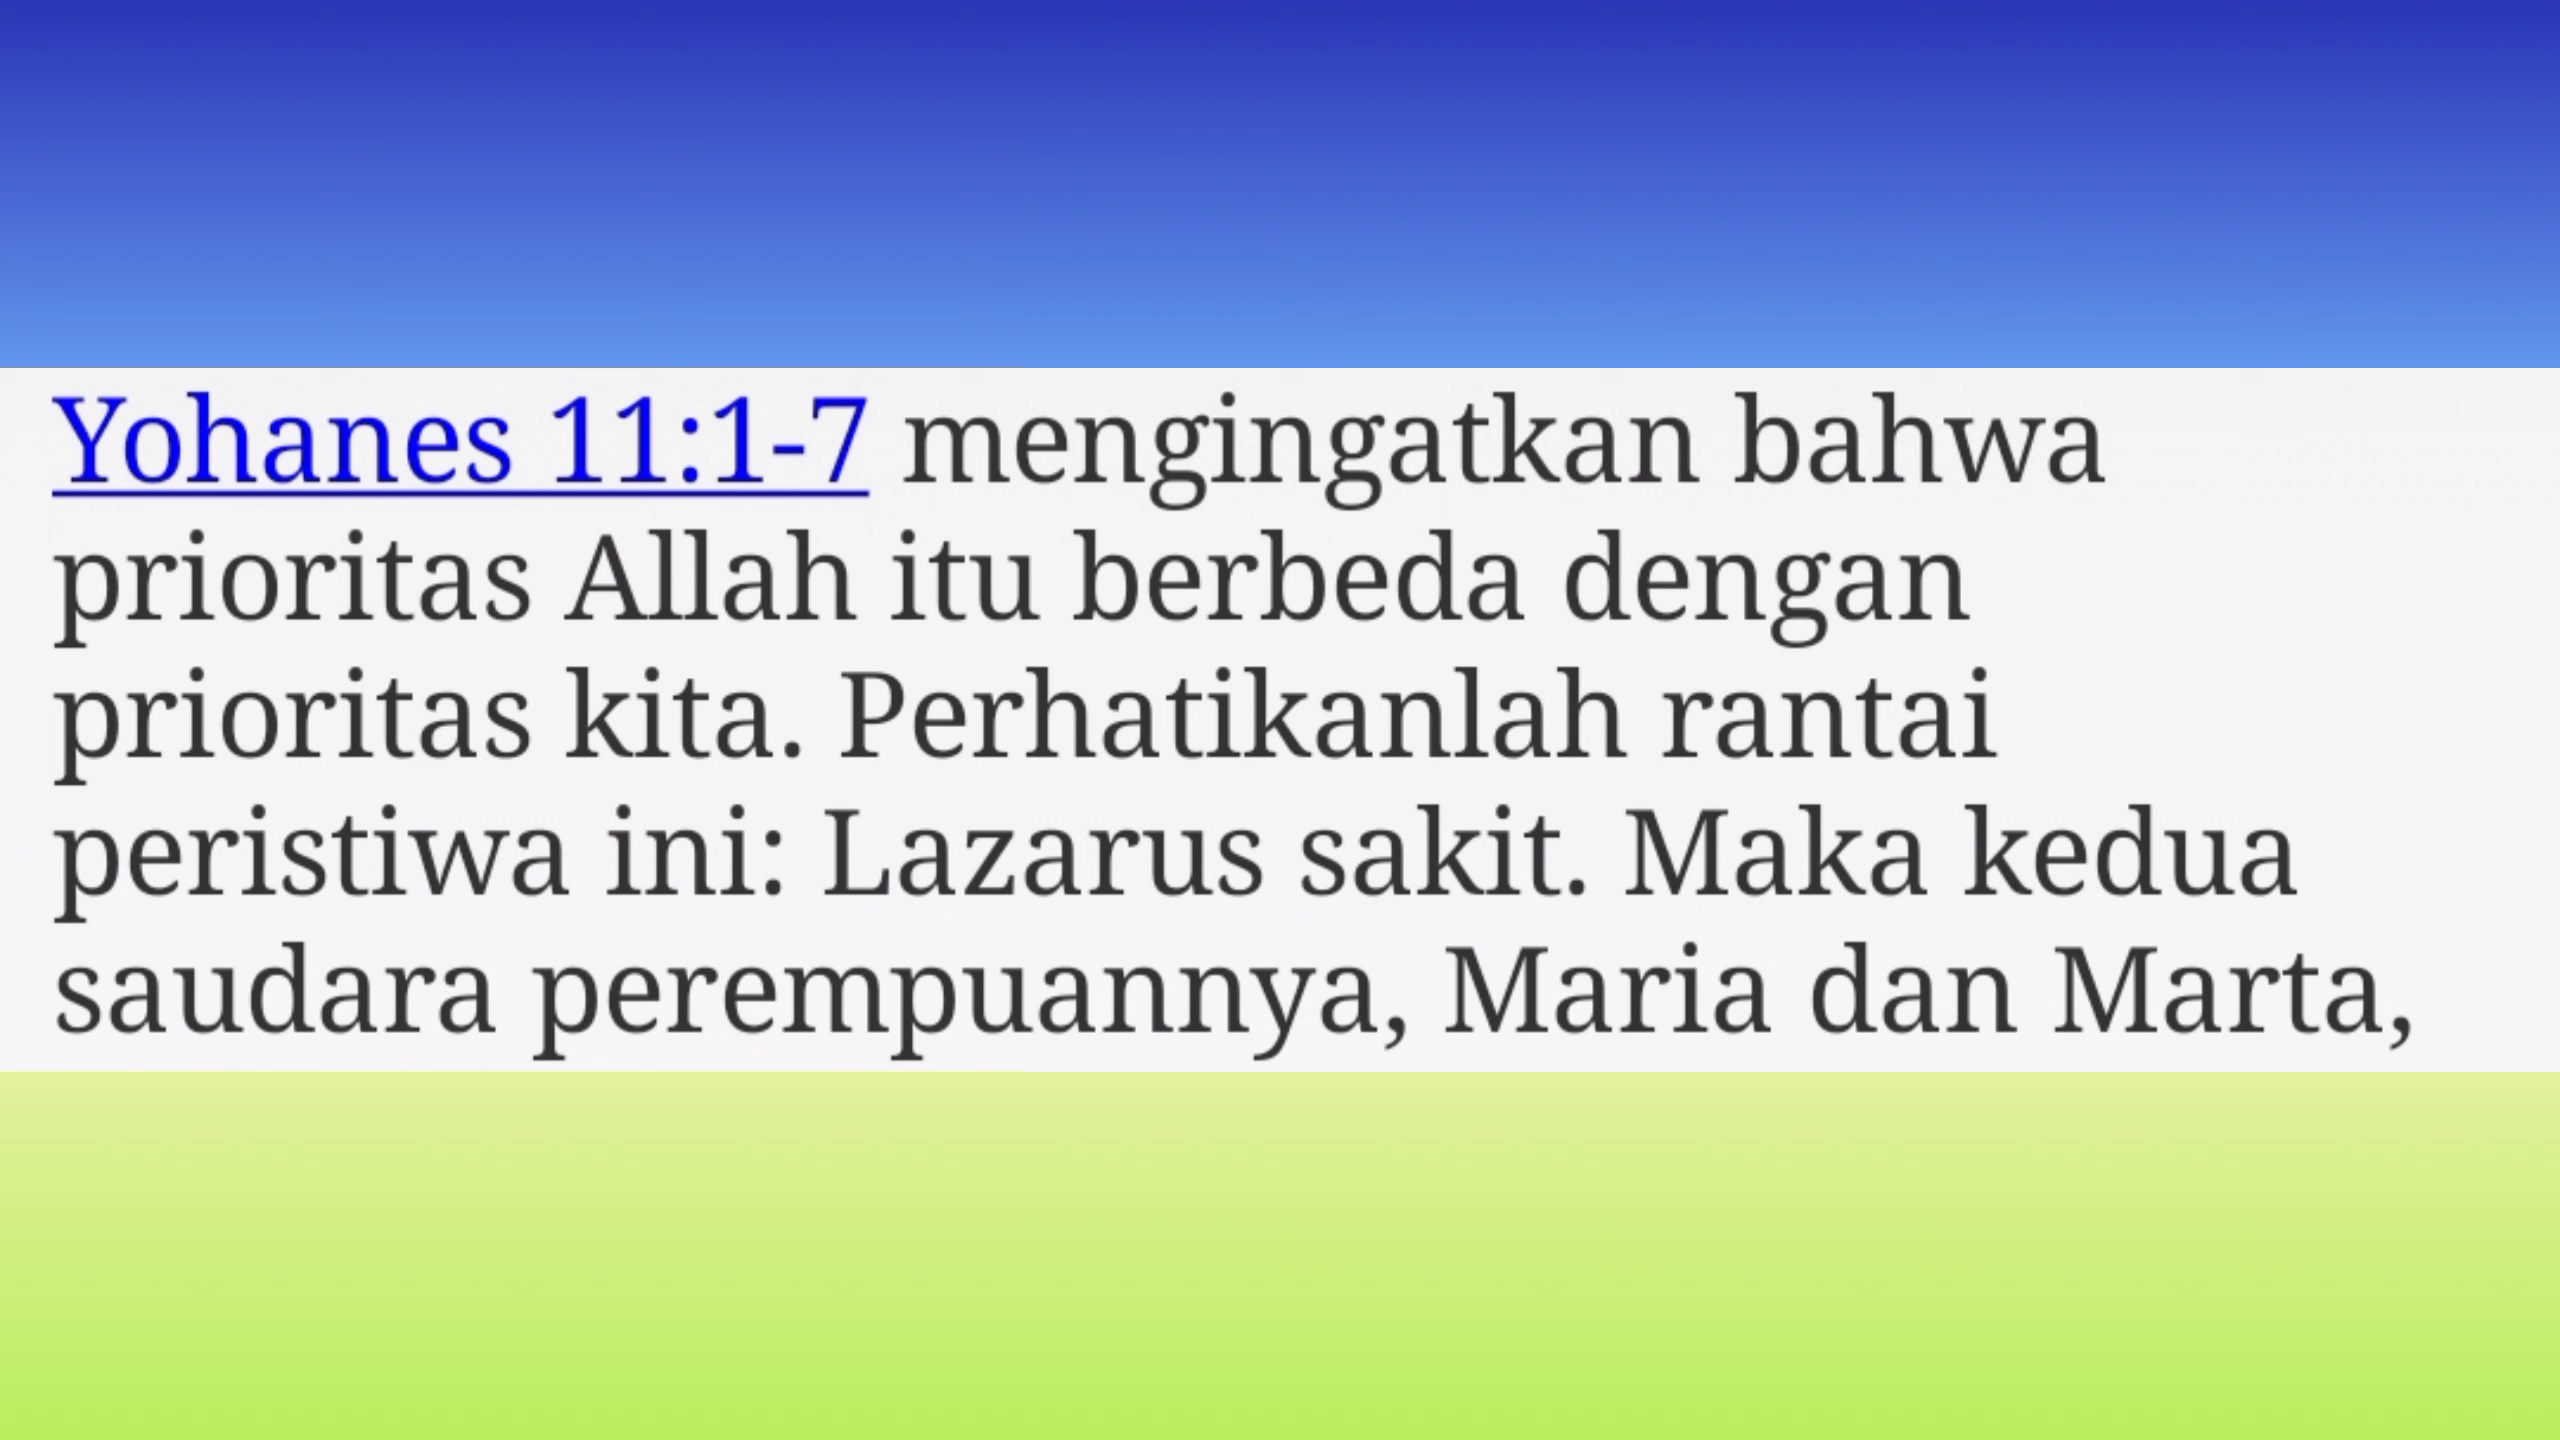 Yohanes 11:1-7 mengingatkan bahwa
prioritas Allah itu berbeda dengan
prioritas kita. Perhatikanlah rantai
peristiwa ini: Lazarus sakit. Maka kedua
saudara perempuannya, Maria dan Marta,